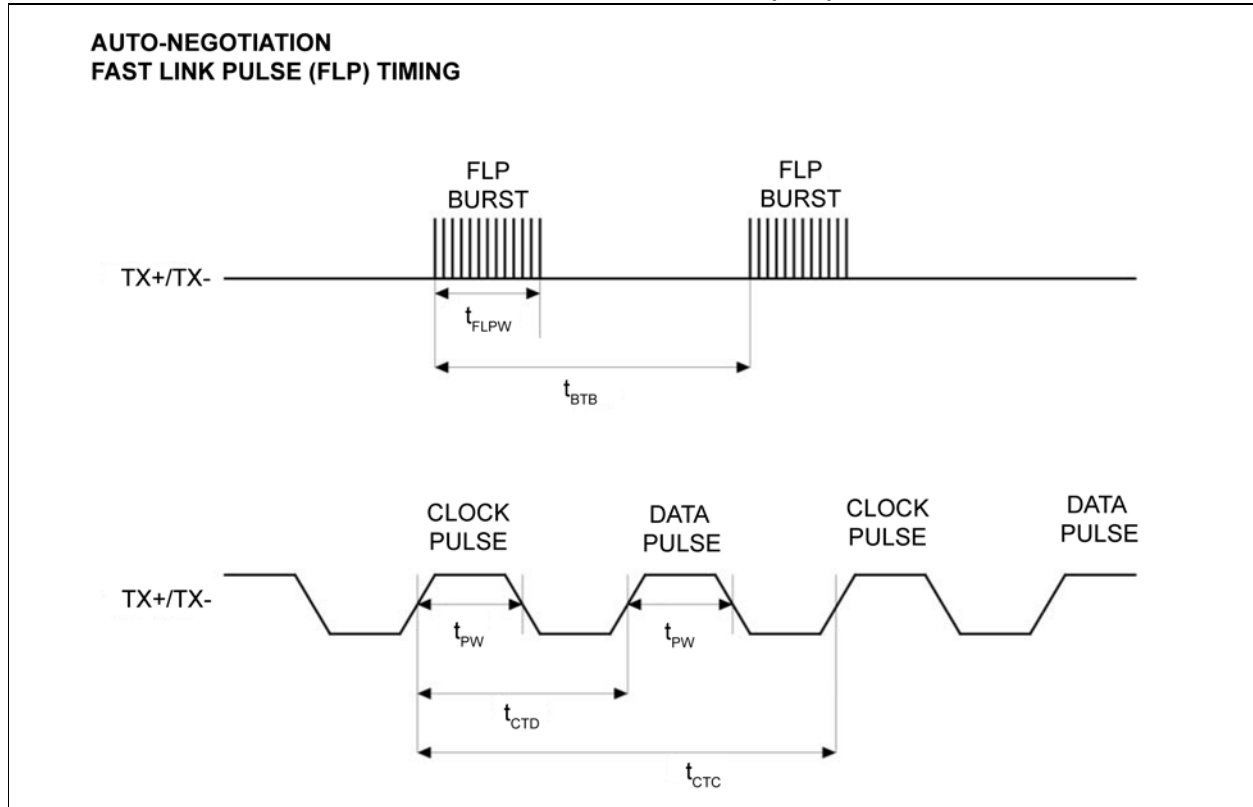 AUTO-NEGOTIATION
FAST LINK PULSE (FLP) TIMING
FLP
BURST
FLP
BURST
TX+/TX-
tFLPW
tBTB
CLOCK
PULSE
DATA
PULSE
CLOCK
PULSE
DATA
PULSE
TX+/TX-
tPW
tPW
tCTD
tCTC